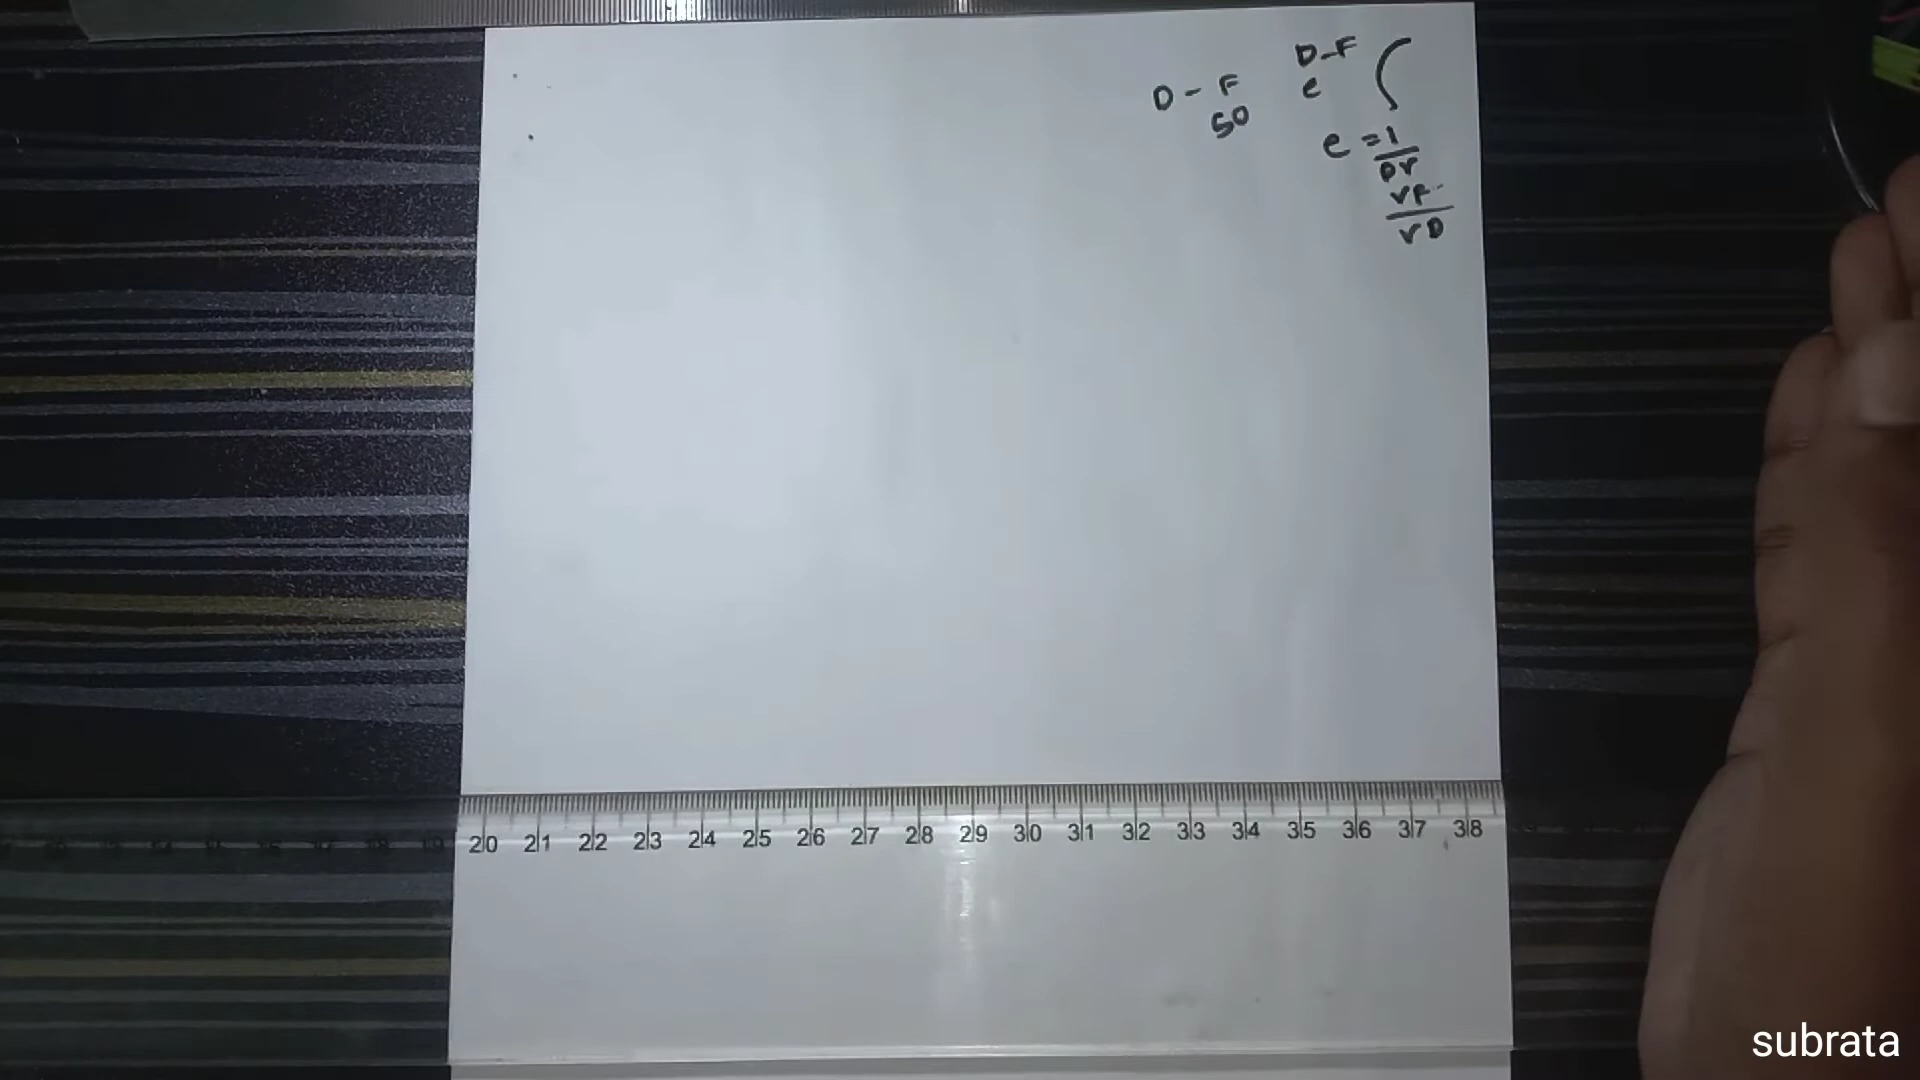 D-F
D - F
e
50
e = 1
DV
VF
VD
20 21 22 23 24 25 26 27 28 29 30 31 32 33 34 35 36 37 38
subrata